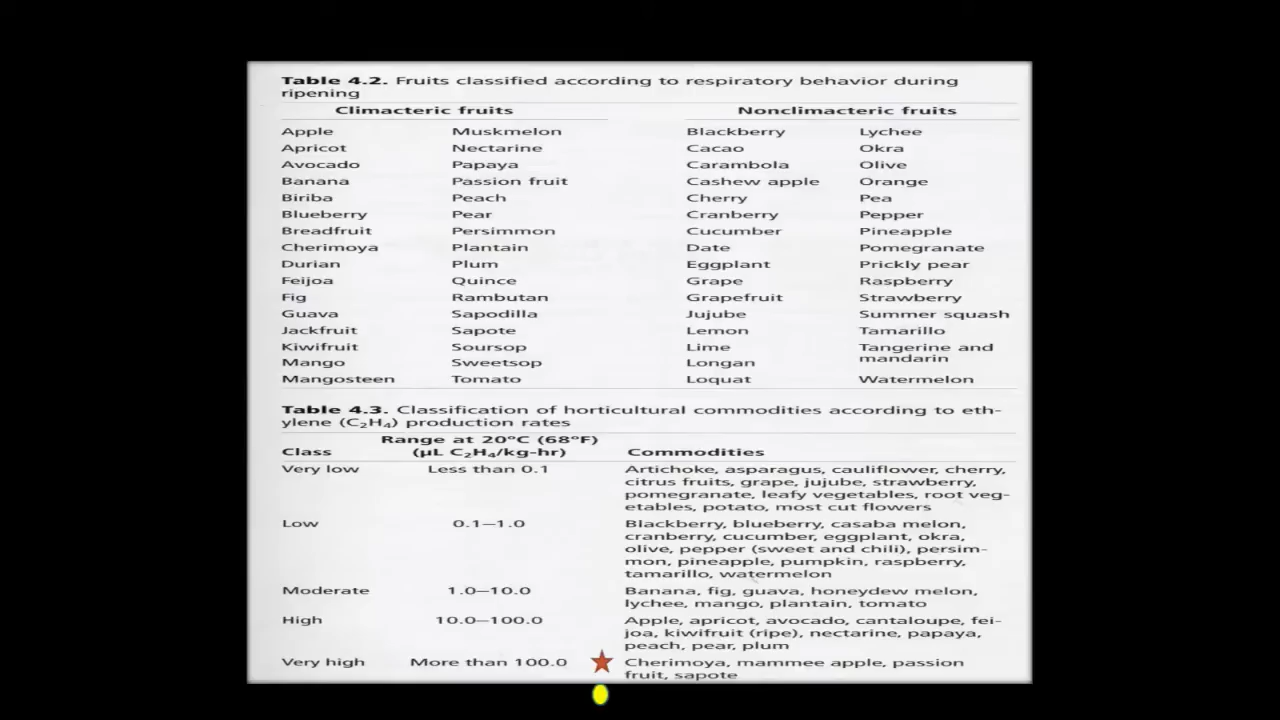 Table 4.2. Fruits classified according to respiratory behavior during
ripening
Climacteric fruits Nonclimacteric fruits
Apple Muskmelon Blackberry Lychee
Apricot Nectarine Cacao Okra
Avocado Papaya Carambola Olive
Banana Passion fruit Cashew apple Orange
Biriba Peach Cherry Pea
Blueberry Pear Cranberry Pepper
Breadfruit Persimmon Cucumber Pineapple
Cherimoya Plantain Date Pomegranate
Durian Plum Eggplant Prickly pear
Feijoa Quince Grape Raspberry
Fig Rambutan Grapefruit Strawberry
Guava Sapodilla Jujube Summer squash
Jackfruit Sapote Lemon Tamarillo
Kiwifruit Soursop Lime Tangerine and
mandarin
Mango Sweetsop Longan
Mangosteen Tomato Loquat Watermelon
Table 4.3. Classification of horticultural commodities according to eth-
ylene (C₂H₄) production rates
Range at 20°C (68°F)
Class (µL C₂H₄/kg-hr) Commodities
Very low Less than 0.1 Artichoke, asparagus, cauliflower, cherry,
citrus fruits, grape, jujube, strawberry,
pomegranate, leafy vegetables, root veg-
etables, potato, most cut flowers
Low 0.1–1.0 Blackberry, blueberry, casaba melon,
cranberry, cucumber, eggplant, okra,
olive, pepper (sweet and chili), persim-
mon, pineapple, pumpkin, raspberry,
tamarillo, watermelon
Moderate 1.0–10.0 Banana, fig, guava, honeydew melon,
lychee, mango, plantain, tomato
High 10.0–100.0 Apple, apricot, avocado, cantaloupe, fei-
joa, kiwifruit (ripe), nectarine, papaya,
peach, pear, plum
Very high More than 100.0 Cherimoya, mammee apple, passion
fruit, sapote